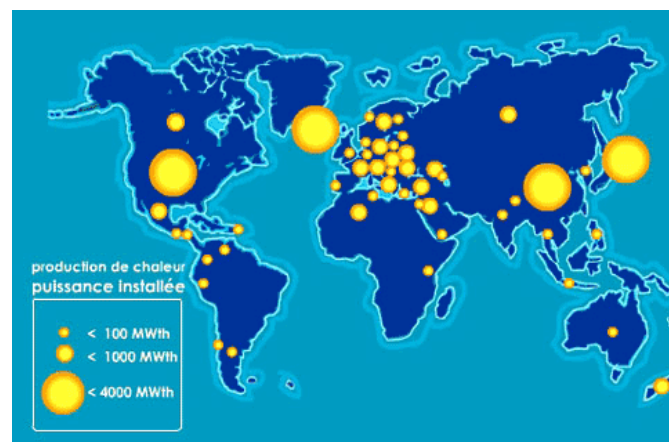 production de chaleur
puissance installée
< 100 MWth
< 1000 MWth
< 4000 MWth